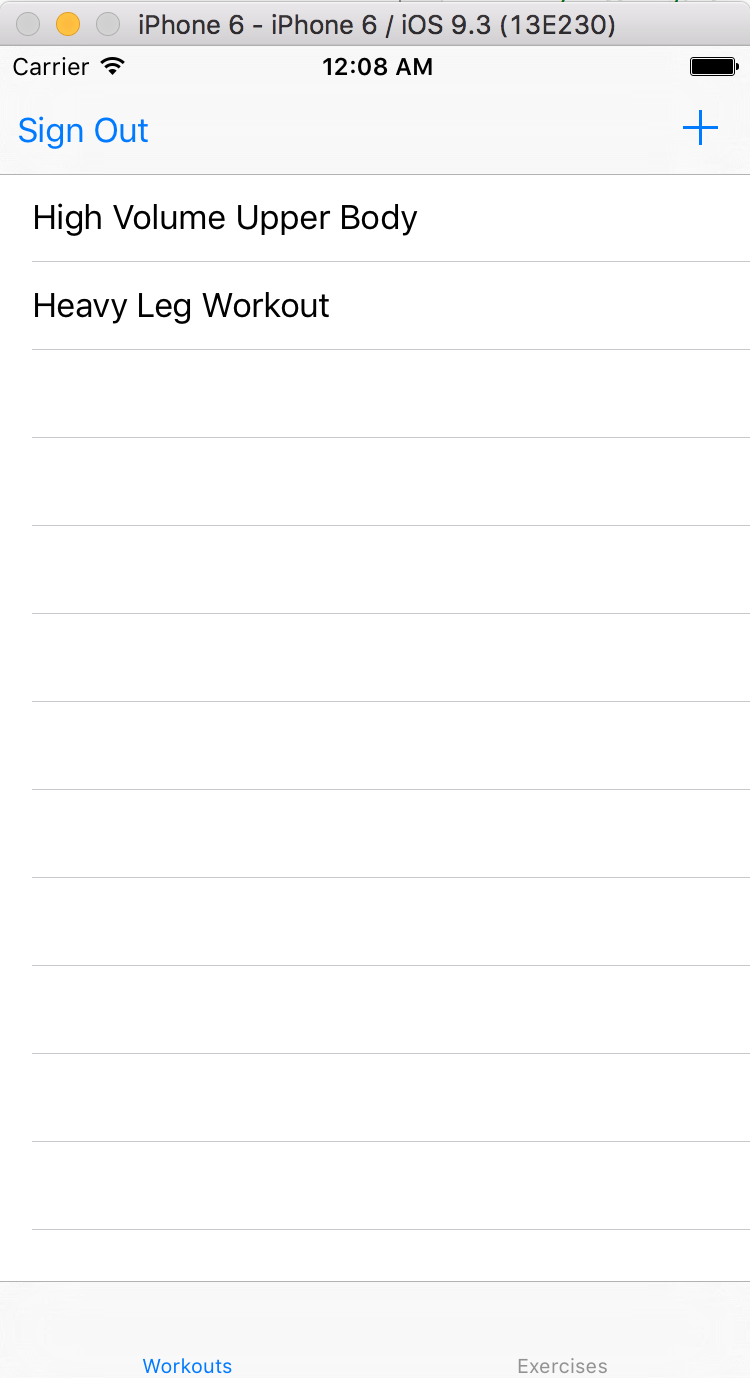 iPhone 6 - iPhone 6 / iOS 9.3 (13E230)
Carrier 12:08 AM
Sign Out
High Volume Upper Body
Heavy Leg Workout
Workouts Exercises